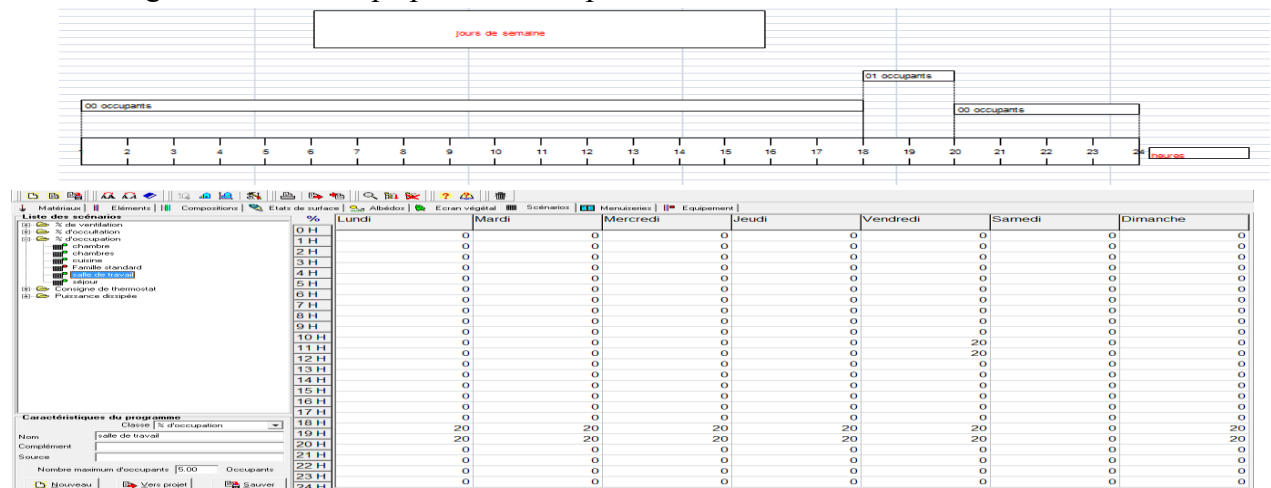 jours de semaine
01 occupants
00 occupants
00 occupants
2 3 4 5 6 7 8 9 10 11 12 13 14 15 16 17 18 19 20 21 22 23 24 heures
Matériaux Eléments Compositions Etats de surface Albédos Ecran végétal Scénarios Menuiseries Equipement
Liste des scénarios
% de ventilation
% d'occultation
% d'occupation
chambre
chambres
cuisine
Famille standard
salle de travail
séjour
Consigne de thermostat
Puissance dissipée
Caractéristiques du programme
Classe % d'occupation
Nom salle de travail
Complément
Source
Nombre maximum d'occupants 5.00 Occupants
Nouveau Vers projet Sauver
% Lundi Mardi Mercredi Jeudi Vendredi Samedi Dimanche
0 H
0 0 0 0 0 0 0
1 H
0 0 0 0 0 0 0
2 H
0 0 0 0 0 0 0
3 H
0 0 0 0 0 0 0
4 H
0 0 0 0 0 0 0
5 H
0 0 0 0 0 0 0
6 H
0 0 0 0 0 0 0
7 H
0 0 0 0 0 0 0
8 H
0 0 0 0 0 0 0
9 H
0 0 0 0 0 0 0
10 H
0 0 0 0 20 0 0
11 H
0 0 0 0 20 0 0
12 H
0 0 0 0 0 0 0
13 H
0 0 0 0 0 0 0
14 H
0 0 0 0 0 0 0
15 H
0 0 0 0 0 0 0
16 H
0 0 0 0 0 0 0
17 H
0 0 0 0 0 0 0
18 H
20 20 20 20 20 0 20
19 H
20 20 20 20 20 0 20
20 H
0 0 0 0 0 0 0
21 H
0 0 0 0 0 0 0
22 H
0 0 0 0 0 0 0
23 H
0 0 0 0 0 0 0
24 H